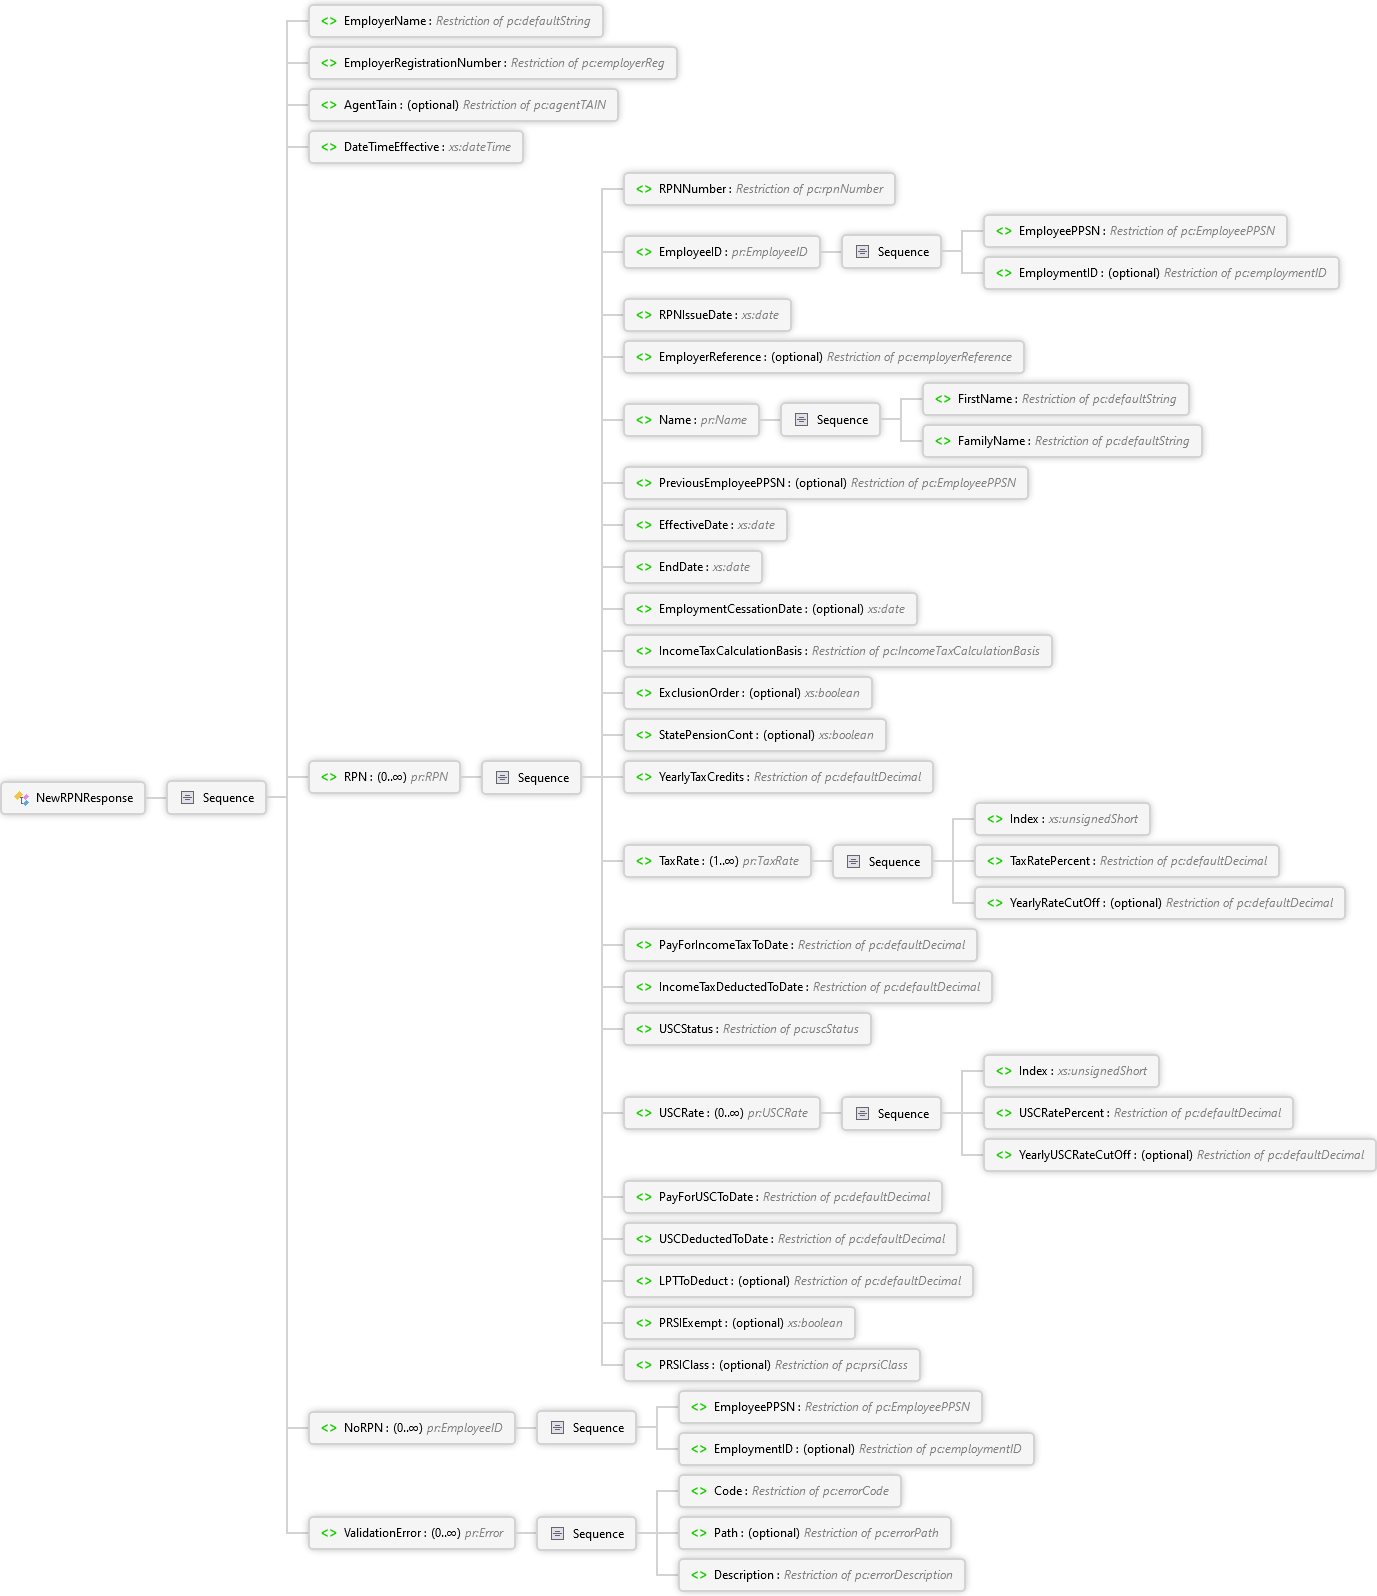 EmployerName : Restriction of pc:defaultString
EmployerRegistrationNumber : Restriction of pc:employerReg
AgentTain : (optional) Restriction of pc:agentTAIN
DateTimeEffective : xs:dateTime
RPNNumber : Restriction of pc:rpnNumber
EmployeeID : pr:EmployeeID
Sequence
EmployeePPSN : Restriction of pc:EmployeePPSN
EmploymentID : (optional) Restriction of pc:employmentID
RPNIssueDate : xs:date
EmployerReference : (optional) Restriction of pc:employerReference
Name : pr:Name
Sequence
FirstName : Restriction of pc:defaultString
FamilyName : Restriction of pc:defaultString
PreviousEmployeePPSN : (optional) Restriction of pc:EmployeePPSN
EffectiveDate : xs:date
EndDate : xs:date
EmploymentCessationDate : (optional) xs:date
IncomeTaxCalculationBasis : Restriction of pc:IncomeTaxCalculationBasis
ExclusionOrder : (optional) xs:boolean
StatePensionCont : (optional) xs:boolean
NewRPNResponse
Sequence
RPN : (0..∞) pr:RPN
Sequence
YearlyTaxCredits : Restriction of pc:defaultDecimal
TaxRate : (1..∞) pr:TaxRate
Sequence
Index : xs:unsignedShort
TaxRatePercent : Restriction of pc:defaultDecimal
YearlyRateCutOff : (optional) Restriction of pc:defaultDecimal
PayForIncomeTaxToDate : Restriction of pc:defaultDecimal
IncomeTaxDeductedToDate : Restriction of pc:defaultDecimal
USCStatus : Restriction of pc:uscStatus
USCRate : (0..∞) pr:USCRate
Sequence
Index : xs:unsignedShort
USCRatePercent : Restriction of pc:defaultDecimal
YearlyUSCRateCutOff : (optional) Restriction of pc:defaultDecimal
PayForUSCToDate : Restriction of pc:defaultDecimal
USCDeductedToDate : Restriction of pc:defaultDecimal
LPTToDeduct : (optional) Restriction of pc:defaultDecimal
PRSIExempt : (optional) xs:boolean
PRSIClass : (optional) Restriction of pc:prsiClass
NoRPN : (0..∞) pr:EmployeeID
Sequence
EmployeePPSN : Restriction of pc:EmployeePPSN
EmploymentID : (optional) Restriction of pc:employmentID
ValidationError : (0..∞) pr:Error
Sequence
Code : Restriction of pc:errorCode
Path : (optional) Restriction of pc:errorPath
Description : Restriction of pc:errorDescription